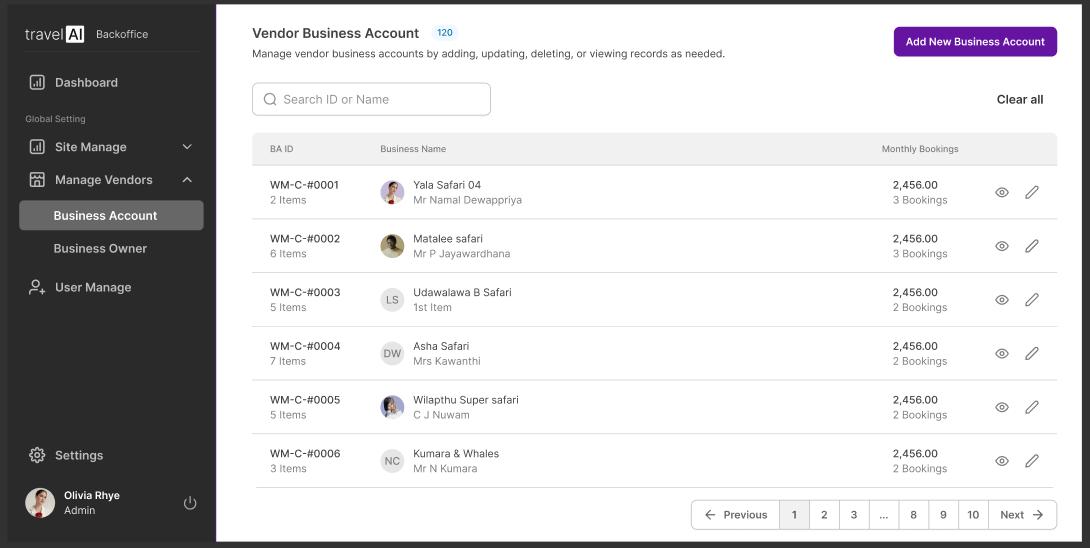 travel AI Backoffice
Dashboard
Global Setting
Site Manage
Manage Vendors
Business Account
Business Owner
User Manage
Settings
Olivia Rhye
Admin
Vendor Business Account 120
Manage vendor business accounts by adding, updating, deleting, or viewing records as needed.
Add New Business Account
Search ID or Name
Clear all
BA ID Business Name Monthly Bookings
WM-C-#0001 Yala Safari 04 2,456.00
2 Items Mr Namal Dewappriya 3 Bookings
WM-C-#0002 Matalee safari 2,456.00
6 Items Mr P Jayawardhana 3 Bookings
WM-C-#0003 LS Udawalawa B Safari 2,456.00
5 Items 1st Item 2 Bookings
WM-C-#0004 DW Asha Safari 2,456.00
7 Items Mrs Kawanthi 2 Bookings
WM-C-#0005 Wilapthu Super safari 2,456.00
5 Items C J Nuwam 2 Bookings
WM-C-#0006 NC Kumara & Whales 2,456.00
3 Items Mr N Kumara 2 Bookings
Previous 1 2 3 ... 8 9 10 Next